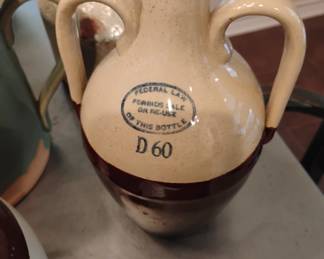 FEDERAL LAW
FORBIDS SALE
OR RE-USE
OF THIS BOTTLE
D 60